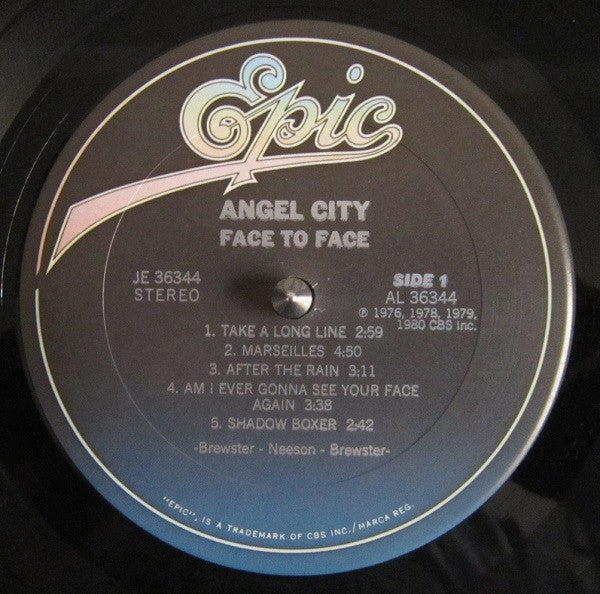 Epic
ANGEL CITY
FACE TO FACE
JE 36344
STEREO
SIDE 1
AL 36344
℗ 1976, 1978, 1979,
1980 CBS Inc.
1. TAKE A LONG LINE 2:59
2. MARSEILLES 4:50
3. AFTER THE RAIN 3:11
4. AM I EVER GONNA SEE YOUR FACE
AGAIN 3:38
5. SHADOW BOXER 2:42
-Brewster - Neeson - Brewster-
"EPIC", IS A TRADEMARK OF CBS INC./MARCA REG.